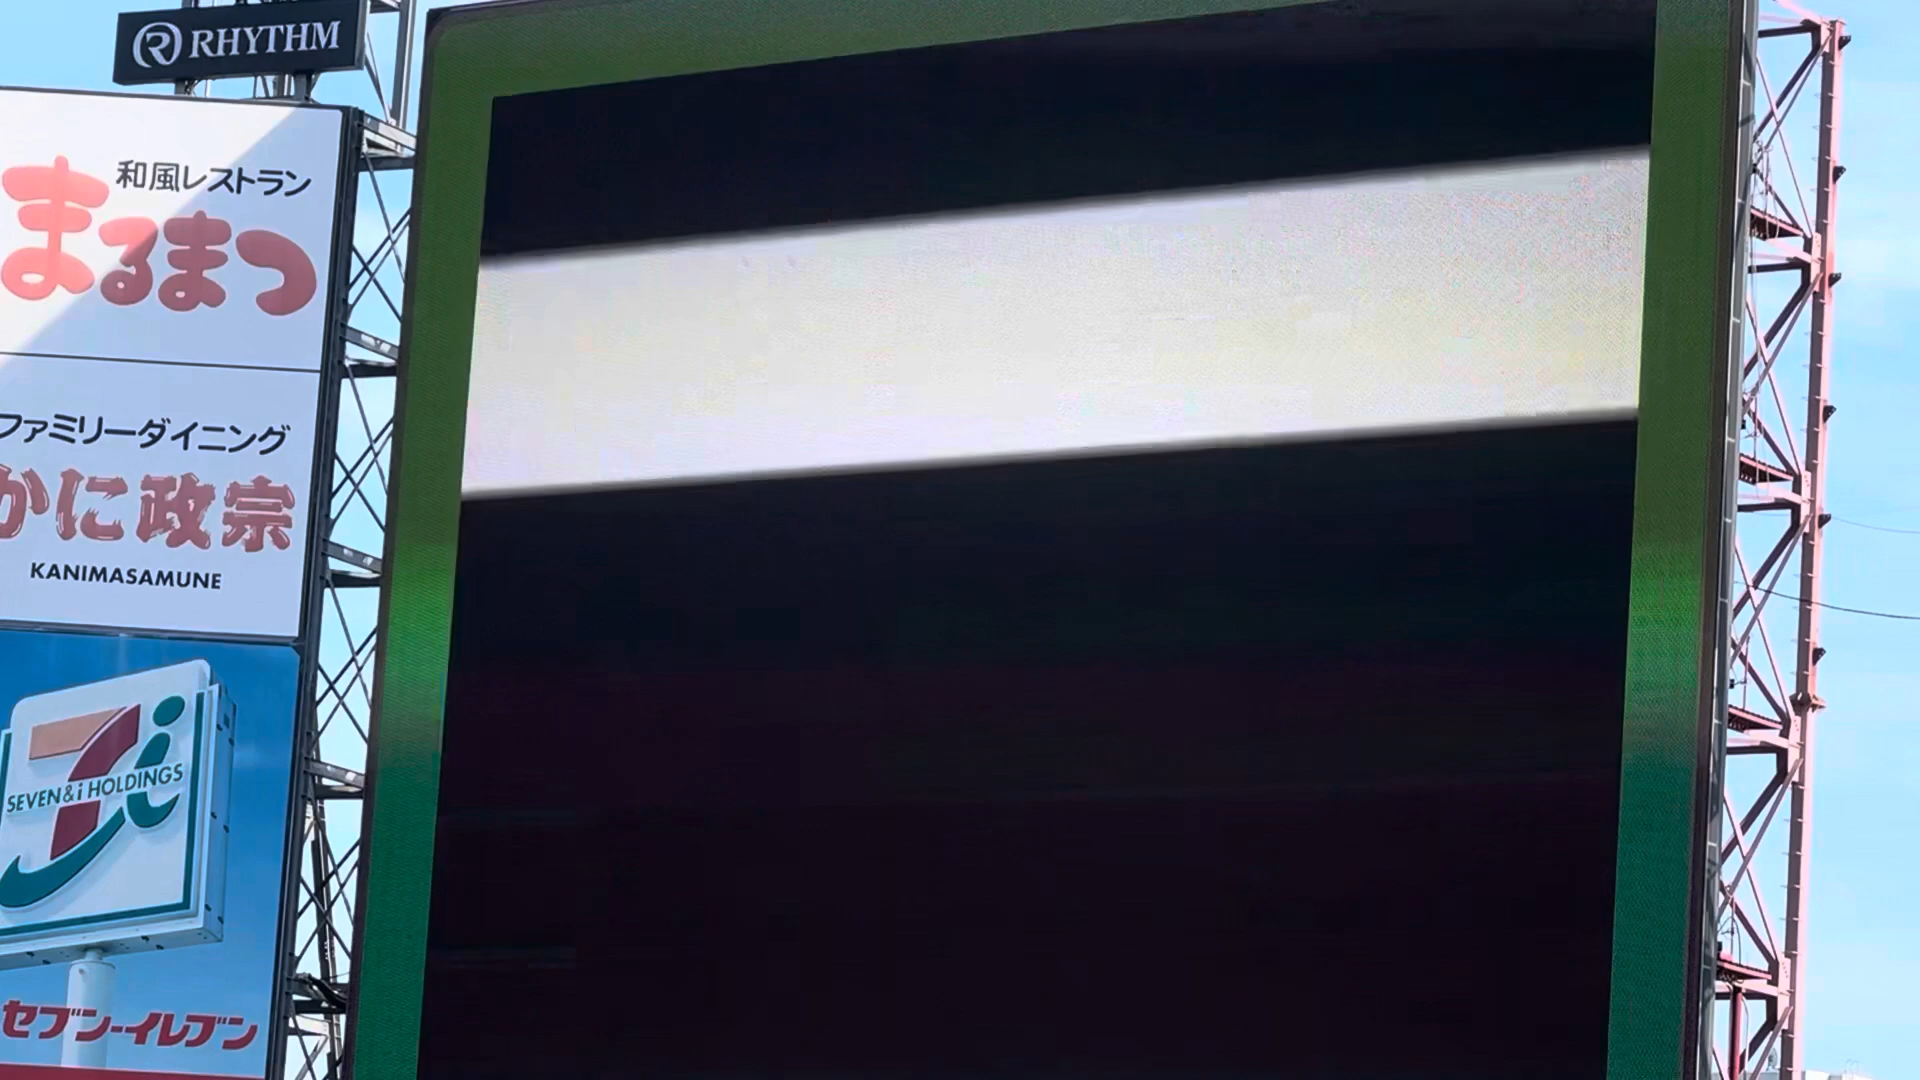 RHYTHM
和風レストラン
まるまつ
ファミリーダイニング
かに政宗
KANIMASAMUNE
SEVEN&i HOLDINGS
セブン-イレブン